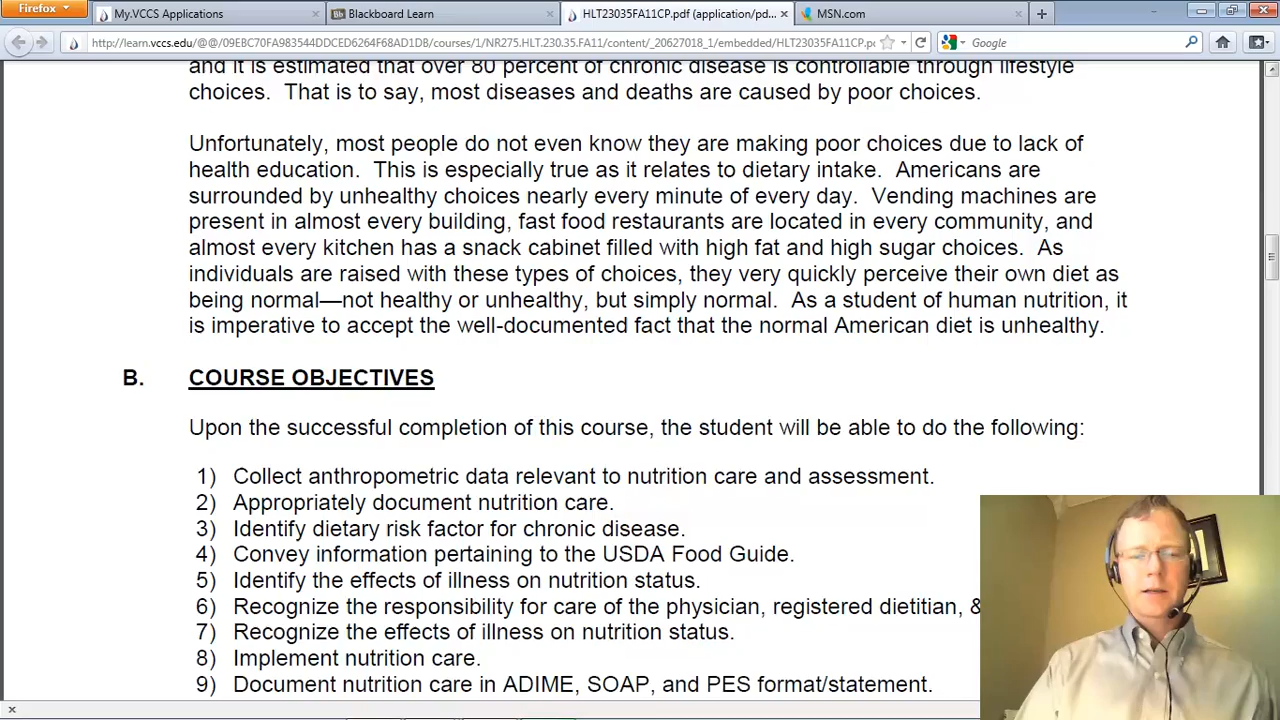 Firefox
My.VCCS Applications
Blackboard Learn
HLT23035FA11CP.pdf (application/pd...
MSN.com
http://learn.vccs.edu/@@/09EBC0FA983544DDCED6264F68AD1DB/courses/1/NR275.HLT.230.35.FA11/content/_20627018_1/embedded/HLT23035FA11CP.pd
Google
and it is estimated that over 80 percent of chronic disease is controllable through lifestyle
choices. That is to say, most diseases and deaths are caused by poor choices.
Unfortunately, most people do not even know they are making poor choices due to lack of
health education. This is especially true as it relates to dietary intake. Americans are
surrounded by unhealthy choices nearly every minute of every day. Vending machines are
present in almost every building, fast food restaurants are located in every community, and
almost every kitchen has a snack cabinet filled with high fat and high sugar choices. As
individuals are raised with these types of choices, they very quickly perceive their own diet as
being normal—not healthy or unhealthy, but simply normal. As a student of human nutrition, it
is imperative to accept the well-documented fact that the normal American diet is unhealthy.
B. COURSE OBJECTIVES
Upon the successful completion of this course, the student will be able to do the following:
1) Collect anthropometric data relevant to nutrition care and assessment.
2) Appropriately document nutrition care.
3) Identify dietary risk factor for chronic disease.
4) Convey information pertaining to the USDA Food Guide.
5) Identify the effects of illness on nutrition status.
6) Recognize the responsibility for care of the physician, registered dietitian, &
7) Recognize the effects of illness on nutrition status.
8) Implement nutrition care.
9) Document nutrition care in ADIME, SOAP, and PES format/statement.